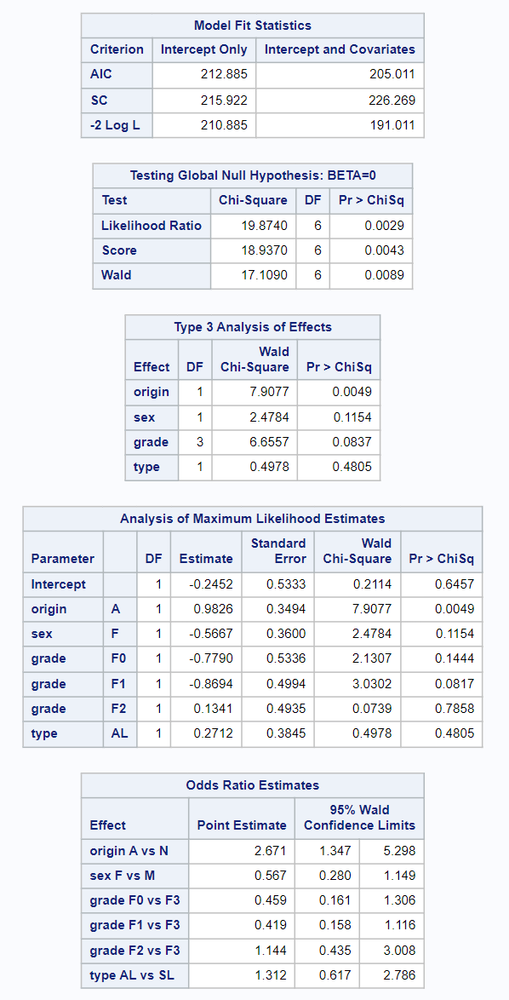 Model Fit Statistics
Criterion Intercept Only Intercept and Covariates
AIC 212.885 205.011
SC 215.922 226.269
-2 Log L 210.885 191.011
Testing Global Null Hypothesis: BETA=0
Test Chi-Square DF Pr > ChiSq
Likelihood Ratio 19.8740 6 0.0029
Score 18.9370 6 0.0043
Wald 17.1090 6 0.0089
Type 3 Analysis of Effects
Wald
Effect DF Chi-Square Pr > ChiSq
origin 1 7.9077 0.0049
sex 1 2.4784 0.1154
grade 3 6.6557 0.0837
type 1 0.4978 0.4805
Analysis of Maximum Likelihood Estimates
Standard Wald
Parameter DF Estimate Error Chi-Square Pr > ChiSq
Intercept 1 -0.2452 0.5333 0.2114 0.6457
origin A 1 0.9826 0.3494 7.9077 0.0049
sex F 1 -0.5667 0.3600 2.4784 0.1154
grade F0 1 -0.7790 0.5336 2.1307 0.1444
grade F1 1 -0.8694 0.4994 3.0302 0.0817
grade F2 1 0.1341 0.4935 0.0739 0.7858
type AL 1 0.2712 0.3845 0.4978 0.4805
Odds Ratio Estimates
95% Wald
Effect Point Estimate Confidence Limits
origin A vs N 2.671 1.347 5.298
sex F vs M 0.567 0.280 1.149
grade F0 vs F3 0.459 0.161 1.306
grade F1 vs F3 0.419 0.158 1.116
grade F2 vs F3 1.144 0.435 3.008
type AL vs SL 1.312 0.617 2.786